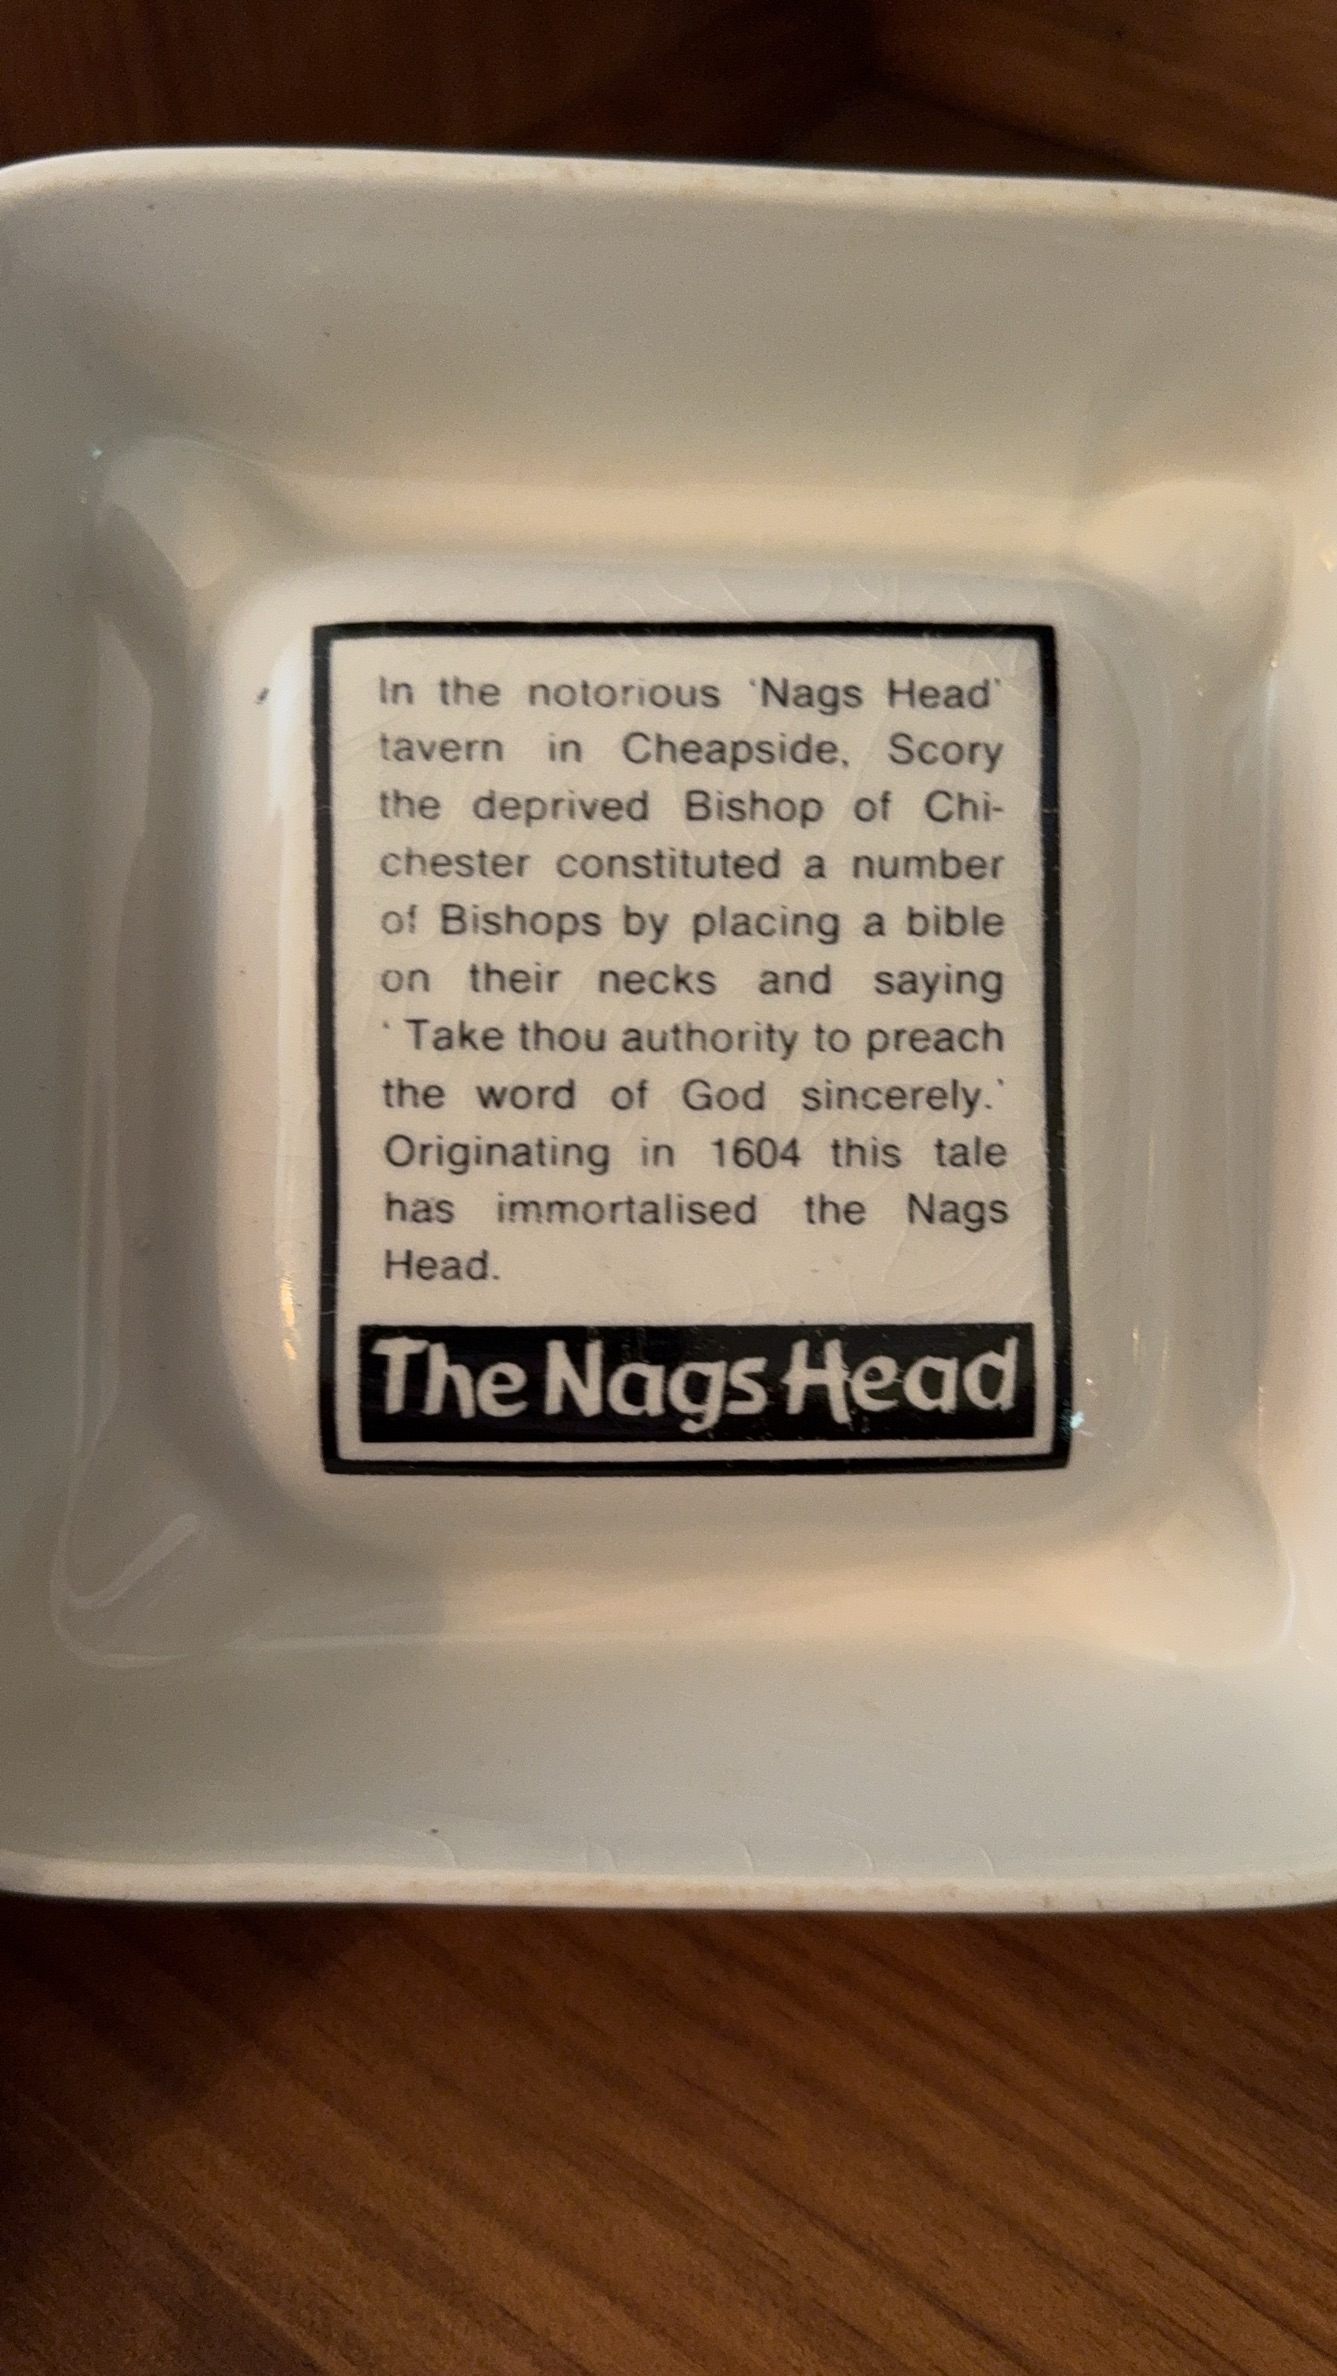 In the notorious 'Nags Head'
tavern in Cheapside, Scory
the deprived Bishop of Chi-
chester constituted a number
of Bishops by placing a bible
on their necks and saying
' Take thou authority to preach
the word of God sincerely.'
Originating in 1604 this tale
has immortalised the Nags
Head.
The Nags Head